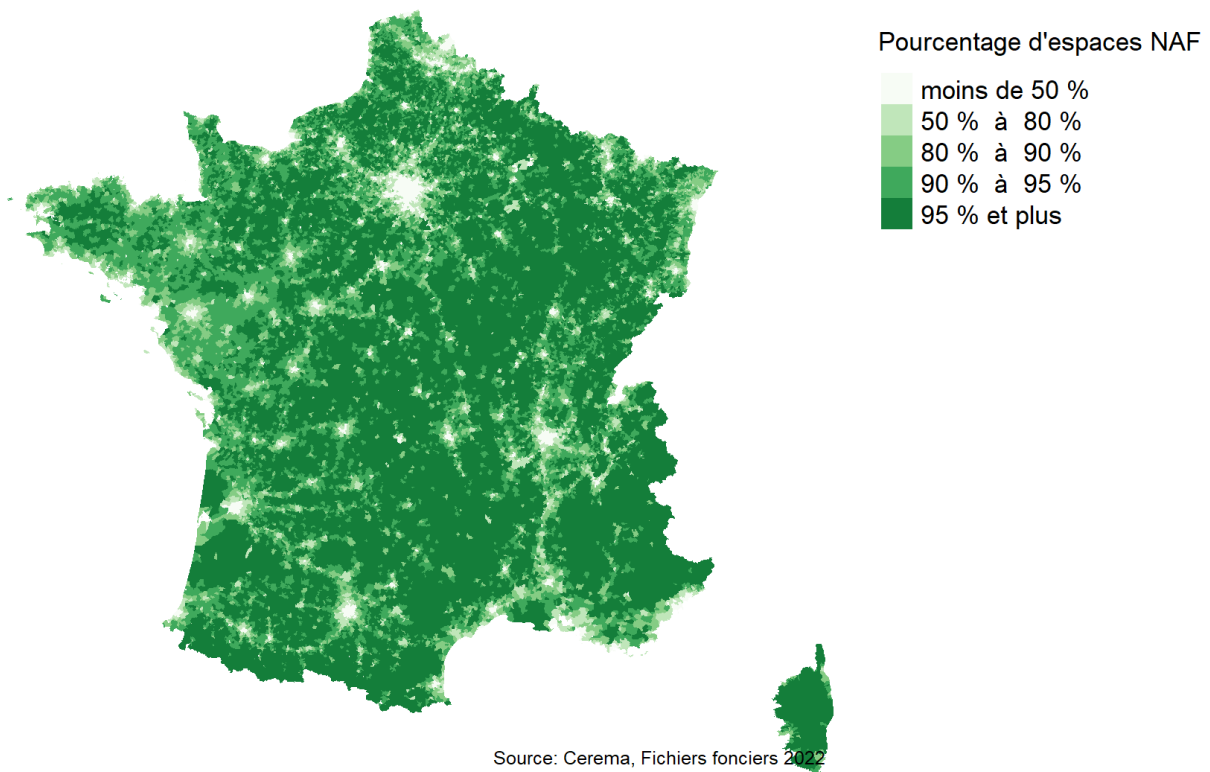 Pourcentage d'espaces NAF
moins de 50 %
50 % à 80 %
80 % à 90 %
90 % à 95 %
95 % et plus
Source: Cerema, Fichiers fonciers 2022